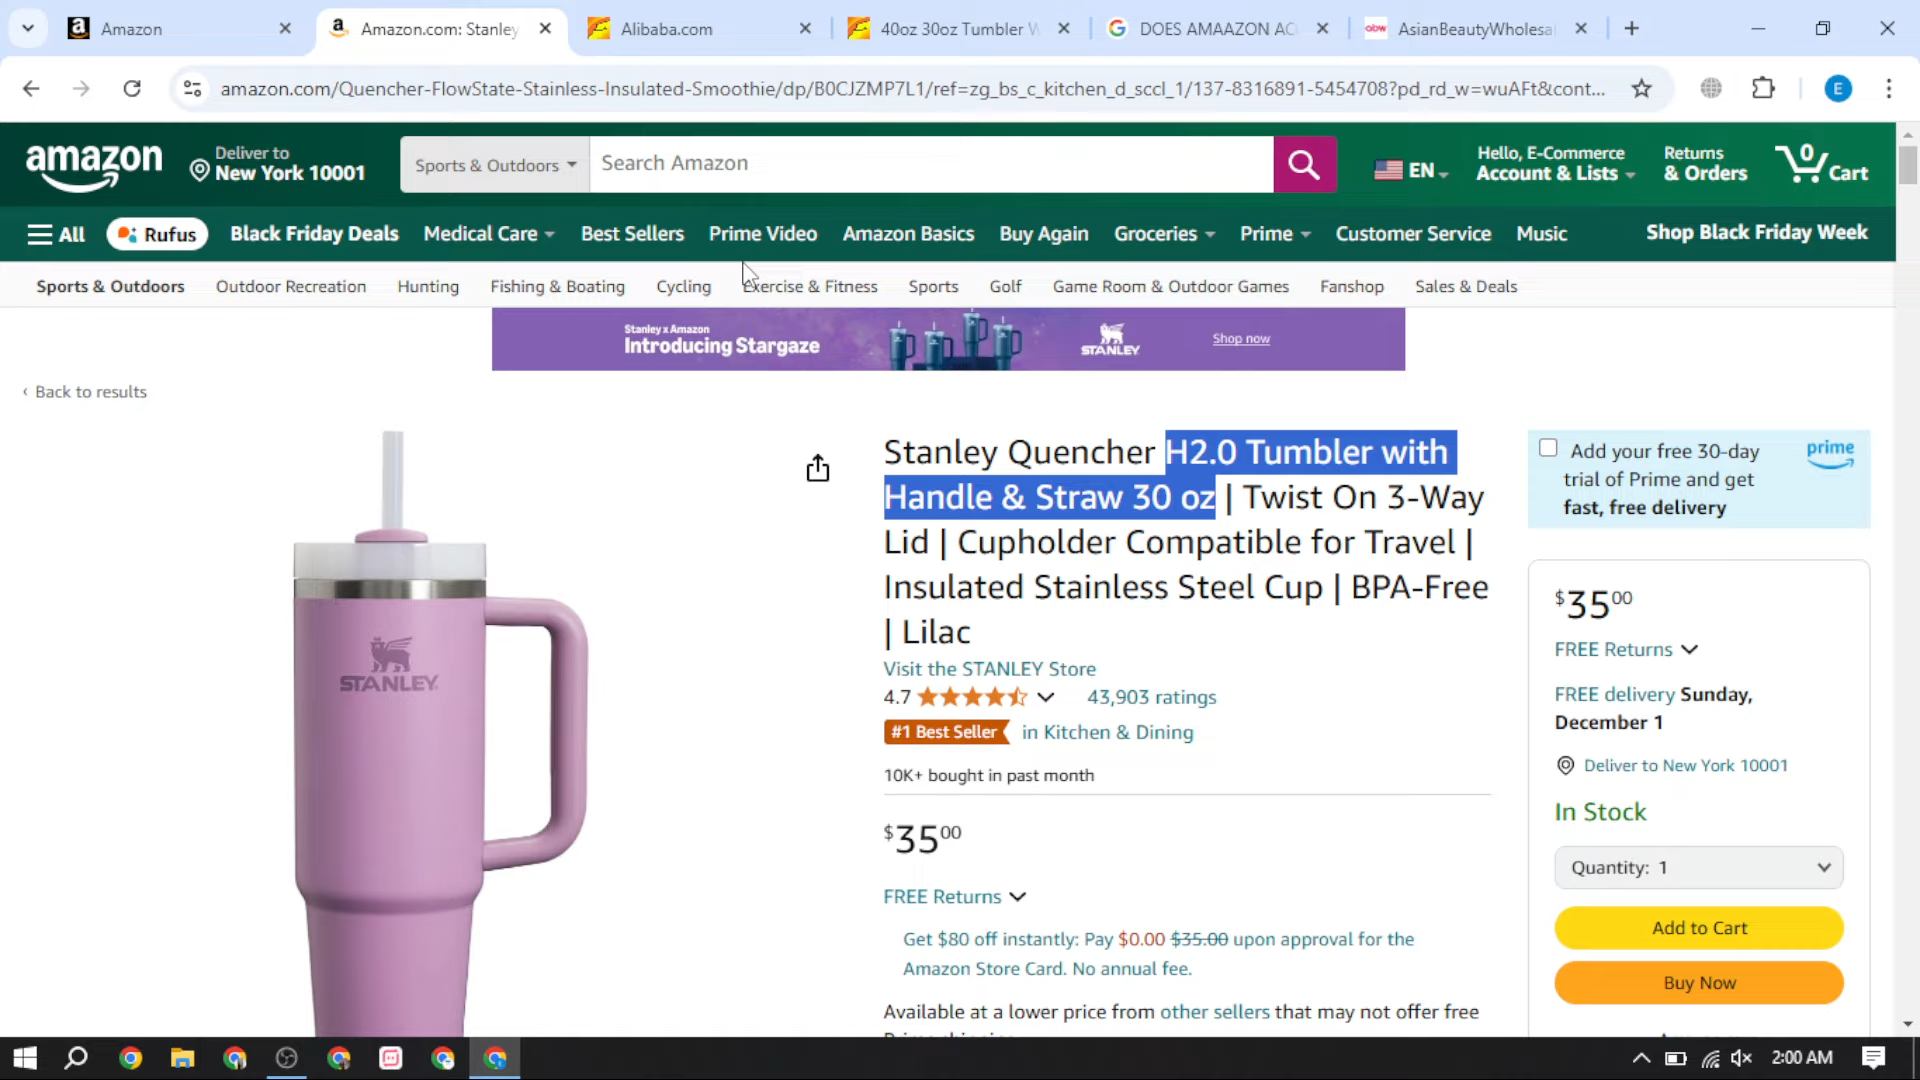 Amazon
Amazon.com: Stanley
Alibaba.com
40oz 30oz Tumbler W
DOES AMAAZON AC
abw
AsianBeautyWholesal
amazon.com/Quencher-FlowState-Stainless-Insulated-Smoothie/dp/B0CJZMP7L1/ref=zg_bs_c_kitchen_d_sccl_1/137-8316891-5454708?pd_rd_w=wuAFt&cont...
E
amazon
Deliver to
New York 10001
Sports & Outdoors
Search Amazon
EN
Hello, E-Commerce
Account & Lists
Returns
& Orders
0
Cart
All
Rufus
Black Friday Deals
Medical Care
Best Sellers
Prime Video
Amazon Basics
Buy Again
Groceries
Prime
Customer Service
Music
Shop Black Friday Week
Sports & Outdoors
Outdoor Recreation
Hunting
Fishing & Boating
Cycling
Exercise & Fitness
Sports
Golf
Game Room & Outdoor Games
Fanshop
Sales & Deals
Stanley x Amazon
Introducing Stargaze
STANLEY
Shop now
‹ Back to results
STANLEY
Stanley Quencher H2.0 Tumbler with
Handle & Straw 30 oz | Twist On 3-Way
Lid | Cupholder Compatible for Travel |
Insulated Stainless Steel Cup | BPA-Free
| Lilac
Visit the STANLEY Store
4.7
43,903 ratings
#1 Best Seller
in Kitchen & Dining
10K+ bought in past month
$3500
FREE Returns
Get $80 off instantly: Pay $0.00 $35.00 upon approval for the
Amazon Store Card. No annual fee.
Available at a lower price from other sellers that may not offer free
Add your free 30-day
trial of Prime and get
fast, free delivery
prime
$3500
FREE Returns
FREE delivery Sunday,
December 1
Deliver to New York 10001
In Stock
Quantity: 1
Add to Cart
Buy Now
2:00 AM